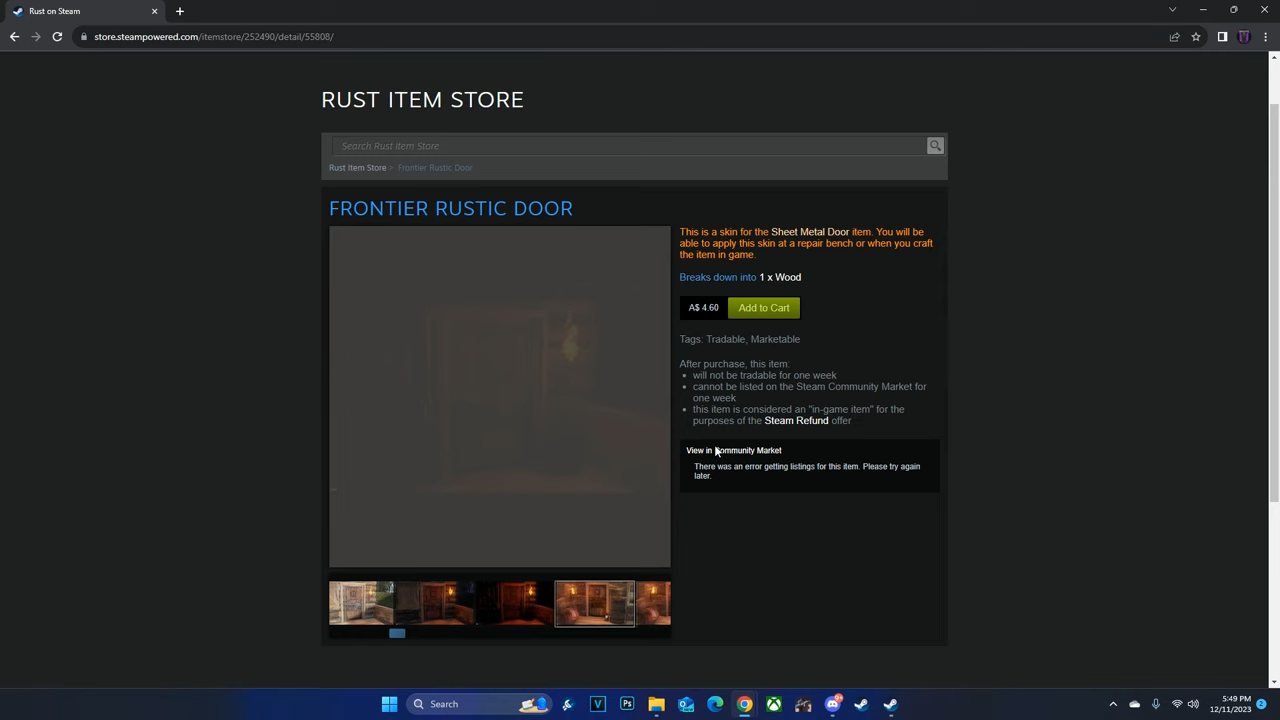 Rust on Steam
store.steampowered.com/itemstore/252490/detail/55808/
RUST ITEM STORE
Search Rust Item Store
Rust Item Store > Frontier Rustic Door
FRONTIER RUSTIC DOOR
This is a skin for the Sheet Metal Door item. You will be
able to apply this skin at a repair bench or when you craft
the item in game.
Breaks down into 1 x Wood
A$ 4.60 Add to Cart
Tags: Tradable, Marketable
After purchase, this item:
• will not be tradable for one week
• cannot be listed on the Steam Community Market for
one week
• this item is considered an "in-game item" for the
purposes of the Steam Refund offer
View in Community Market
There was an error getting listings for this item. Please try again
later.
Search
5:49 PM
12/11/2023